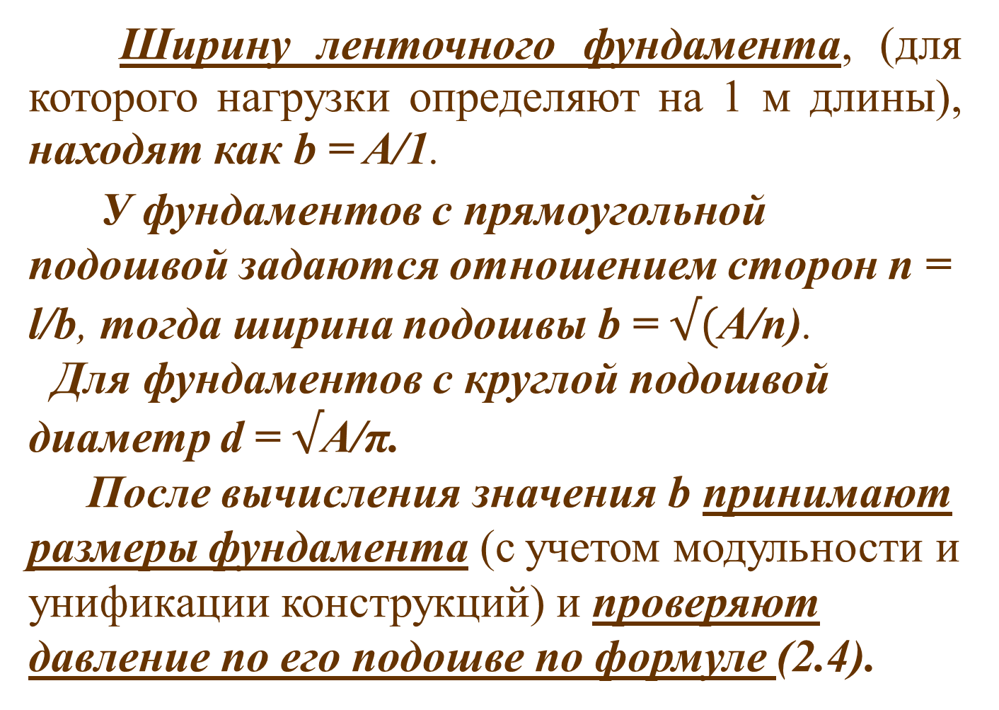 Ширину ленточного фундамента, (для
которого нагрузки определяют на 1 м длины),
находят как b = A/1.
У фундаментов с прямоугольной
подошвой задаются отношением сторон n =
l/b, тогда ширина подошвы b = √(A/n).
Для фундаментов с круглой подошвой
диаметр d = √A/π.
После вычисления значения b принимают
размеры фундамента (с учетом модульности и
унификации конструкций) и проверяют
давление по его подошве по формуле (2.4).